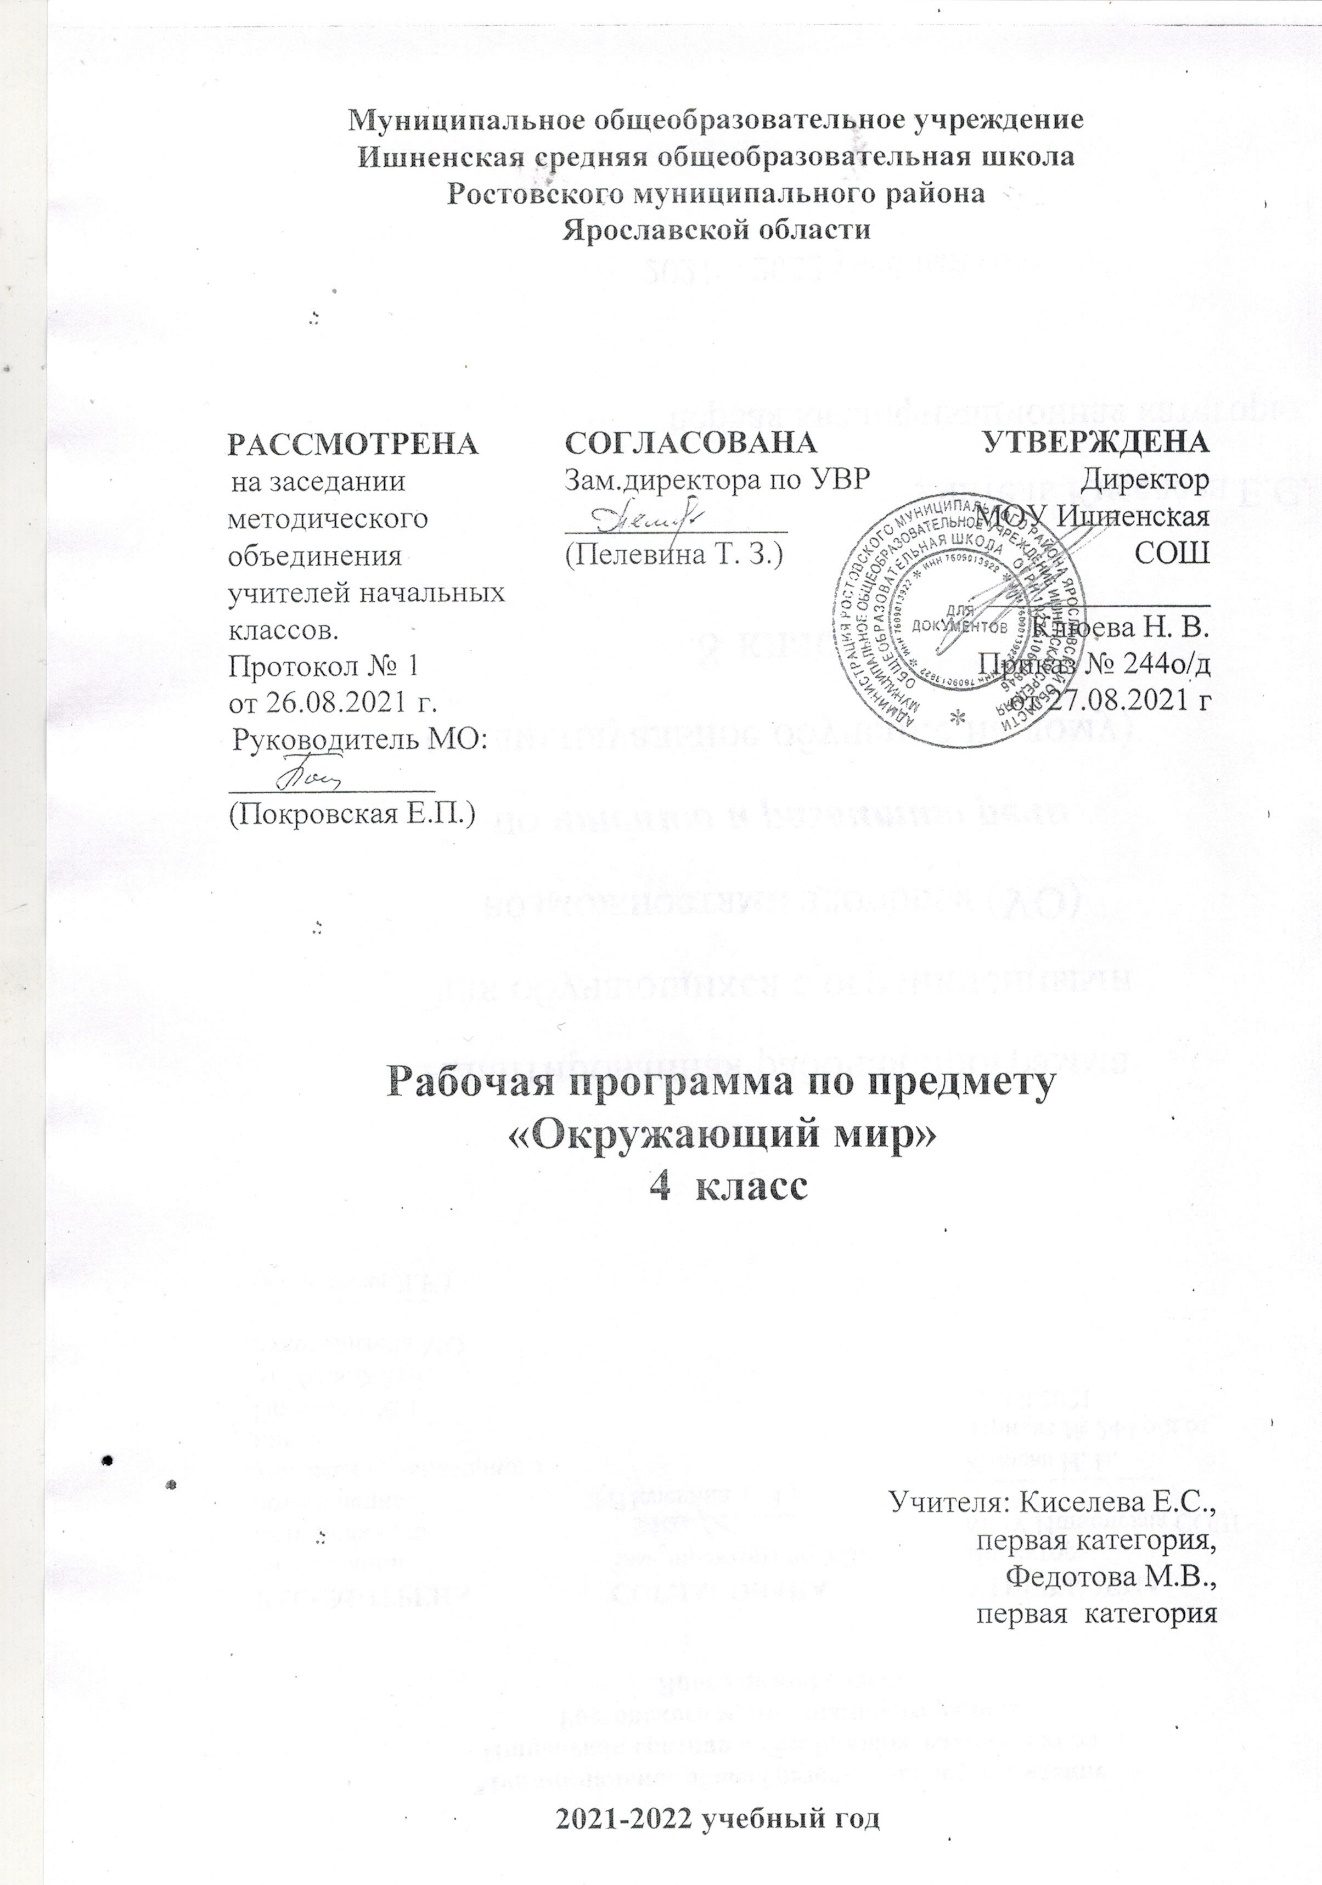 Муниципальное общеобразовательное учреждение
Ишненская средняя общеобразовательная школа
Ростовского муниципального района
Ярославской области
РАССМОТРЕНА
на заседании
методического
объединения
учителей начальных
классов.
Протокол № 1
от 26.08.2021 г.
Руководитель МО:
(Покровская Е.П.)
СОГЛАСОВАНА
Зам.директора по УВР
(Пелевина Т. З.)
УТВЕРЖДЕНА
Директор
МОУ Ишненская
СОШ
Клюева Н. В.
Приказ № 244о/д
от 27.08.2021 г
ДЛЯ
ДОКУМЕНТОВ
Рабочая программа по предмету
«Окружающий мир»
4 класс
Учителя: Киселева Е.С.,
первая категория,
Федотова М.В.,
первая категория
2021-2022 учебный год